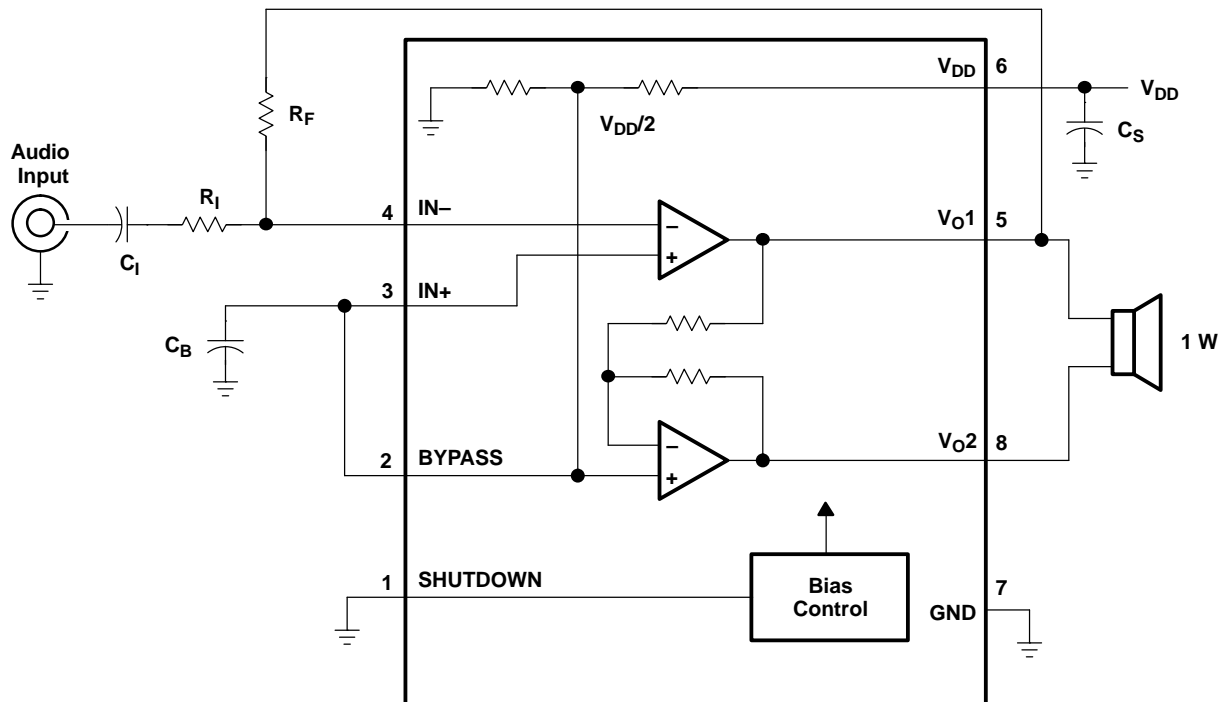 V_DD 6
V_DD
V_DD/2
C_S
R_F
Audio
Input
R_I
C_I
4 IN–
–
+
V_O1 5
3 IN+
C_B
1 W
2 BYPASS
–
+
V_O2 8
1 SHUTDOWN
Bias
Control
7
GND